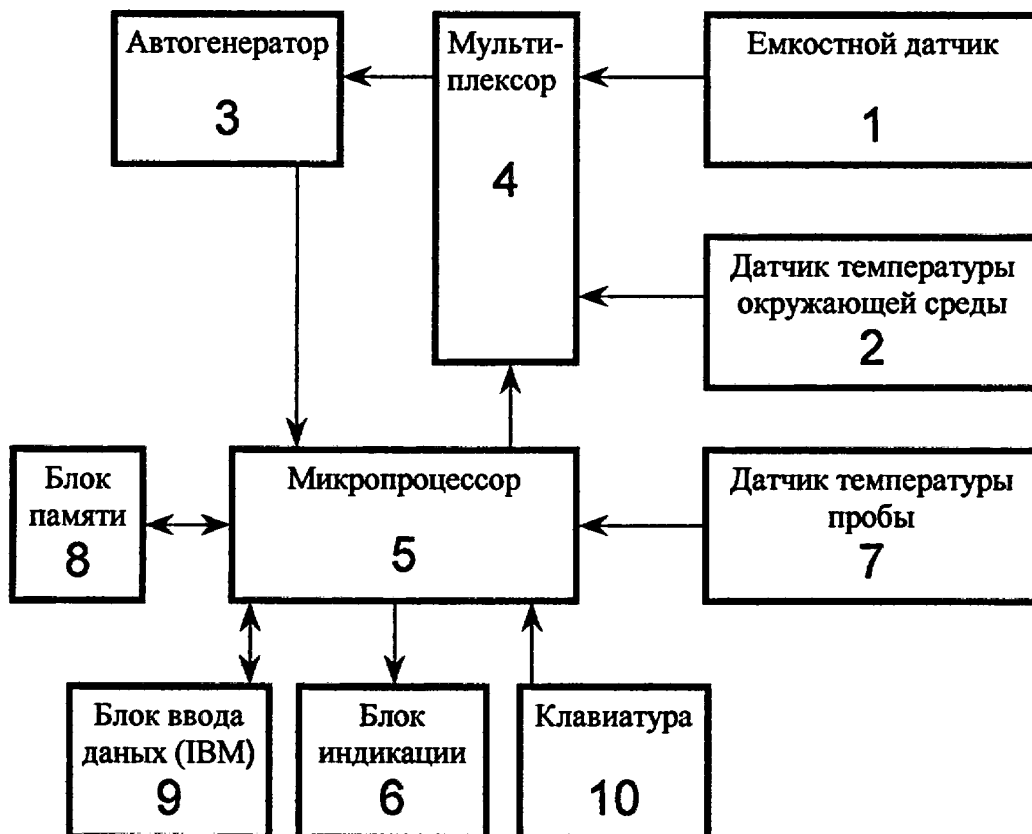 Автогенератор
3
Мульти-
плексор
4
Емкостной датчик
1
Датчик температуры
окружающей среды
2
Блок
памяти
8
Микропроцессор
5
Датчик температуры
пробы
7
Блок ввода
даных (IBM)
9
Блок
индикации
6
Клавиатура
10